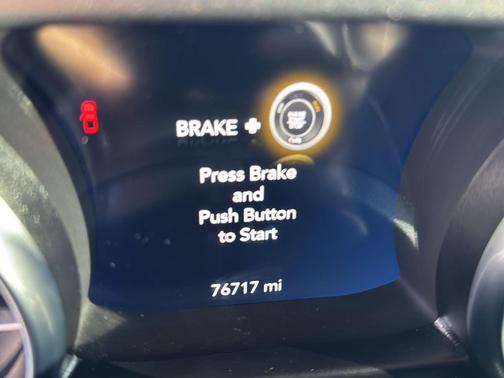 BRAKE +
Press Brake
and
Push Button
to Start
76717 mi